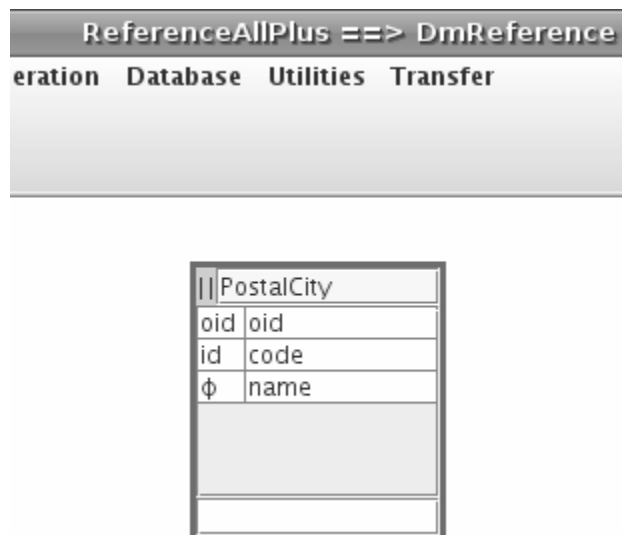 ReferenceAllPlus ==> DmReference
eration Database Utilities Transfer
||PostalCity
oid oid
id code
ф name